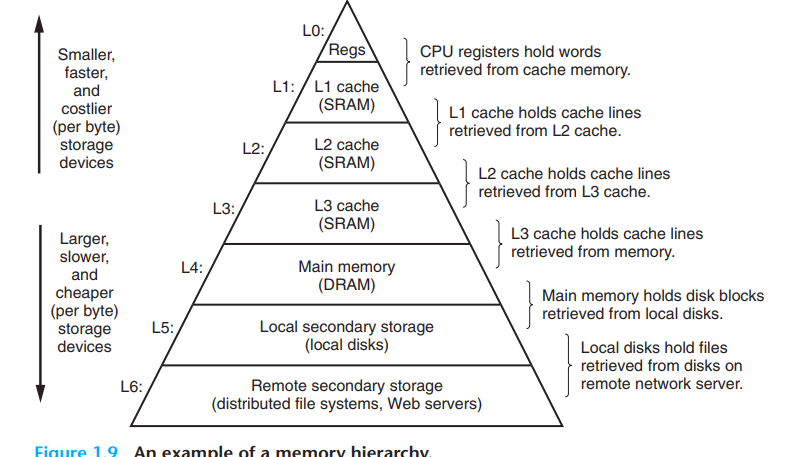 L0:
Regs
CPU registers hold words
retrieved from cache memory.
Smaller,
faster,
and
costlier
(per byte)
storage
devices
L1:
L1 cache
(SRAM)
L1 cache holds cache lines
retrieved from L2 cache.
L2:
L2 cache
(SRAM)
L2 cache holds cache lines
retrieved from L3 cache.
L3:
L3 cache
(SRAM)
L3 cache holds cache lines
retrieved from memory.
Larger,
slower,
and
cheaper
(per byte)
storage
devices
L4:
Main memory
(DRAM)
Main memory holds disk blocks
retrieved from local disks.
L5:
Local secondary storage
(local disks)
Local disks hold files
retrieved from disks on
remote network server.
L6:
Remote secondary storage
(distributed file systems, Web servers)
Figure 1.9 An example of a memory hierarchy.